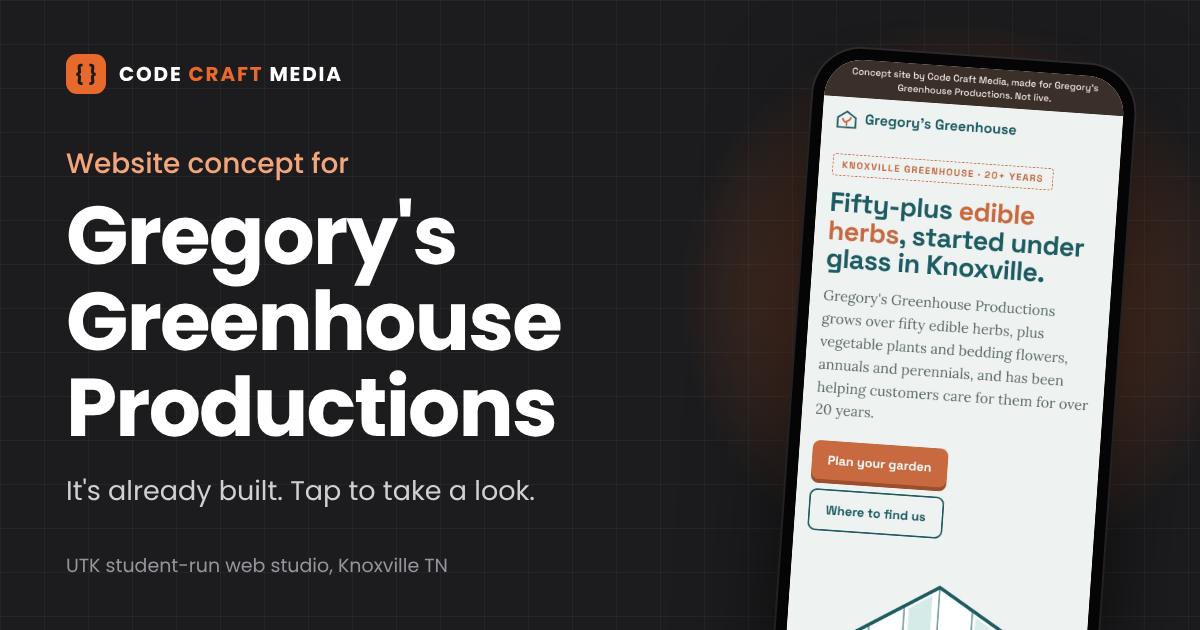 { } CODE CRAFT MEDIA
Website concept for
Gregory's
Greenhouse
Productions
It's already built. Tap to take a look.
UTK student-run web studio, Knoxville TN
Concept site by Code Craft Media, made for Gregory's
Greenhouse Productions. Not live.
Gregory's Greenhouse
KNOXVILLE GREENHOUSE · 20+ YEARS
Fifty-plus edible
herbs, started under
glass in Knoxville.
Gregory's Greenhouse Productions
grows over fifty edible herbs, plus
vegetable plants and bedding flowers,
annuals and perennials, and has been
helping customers care for them for over
20 years.
Plan your garden
Where to find us